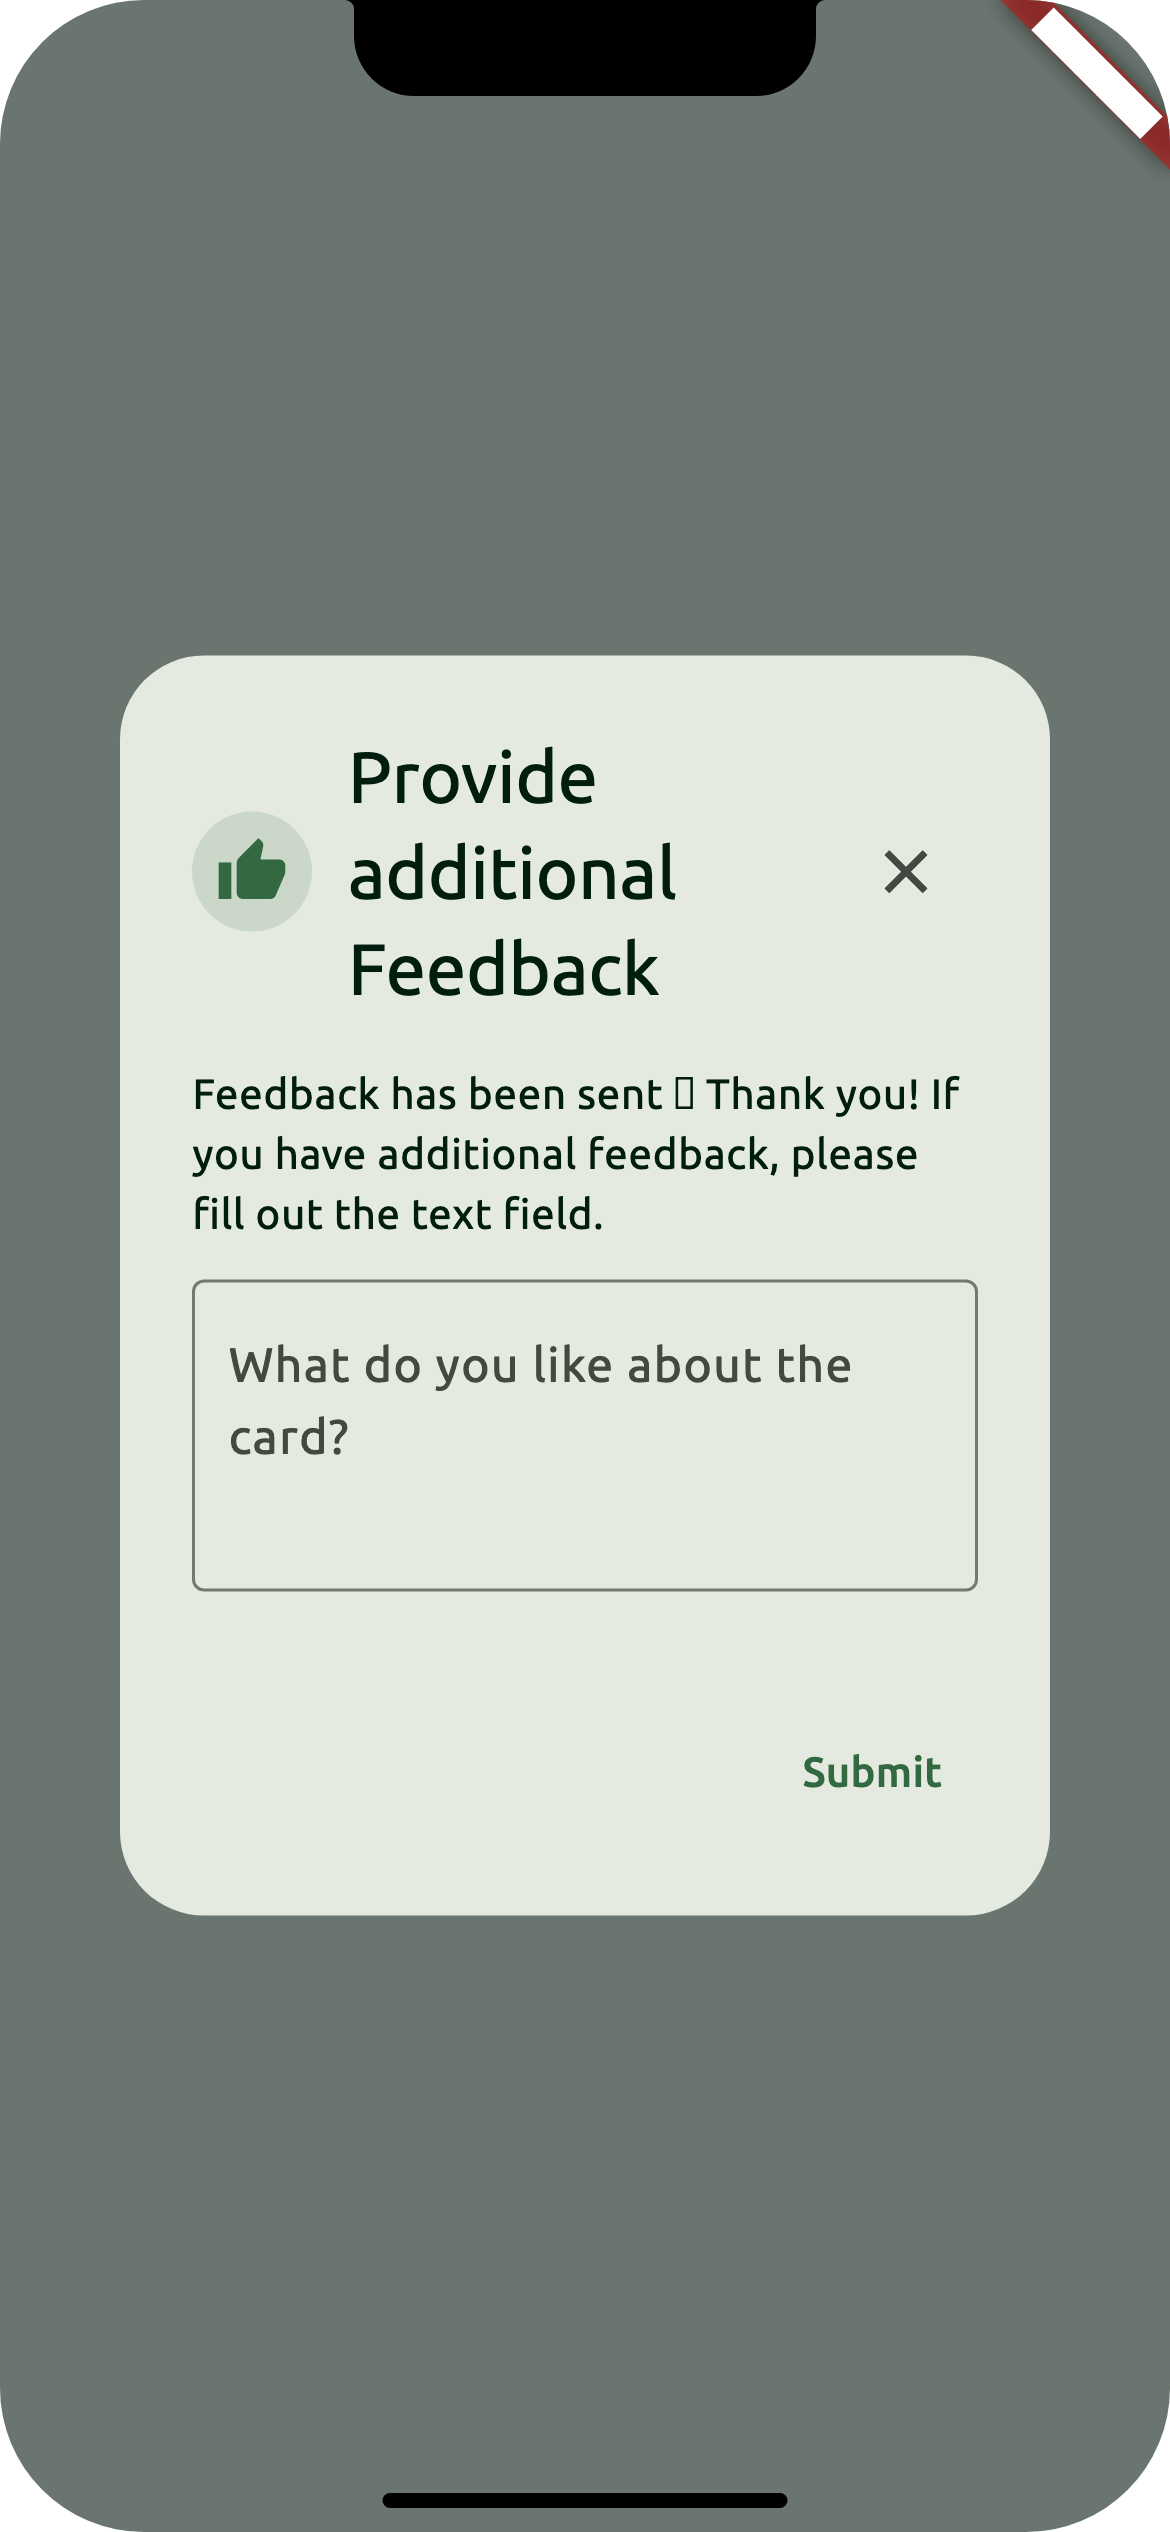 Provide
additional
Feedback
Feedback has been sent ▯ Thank you! If
you have additional feedback, please
fill out the text field.
What do you like about the
card?
Submit